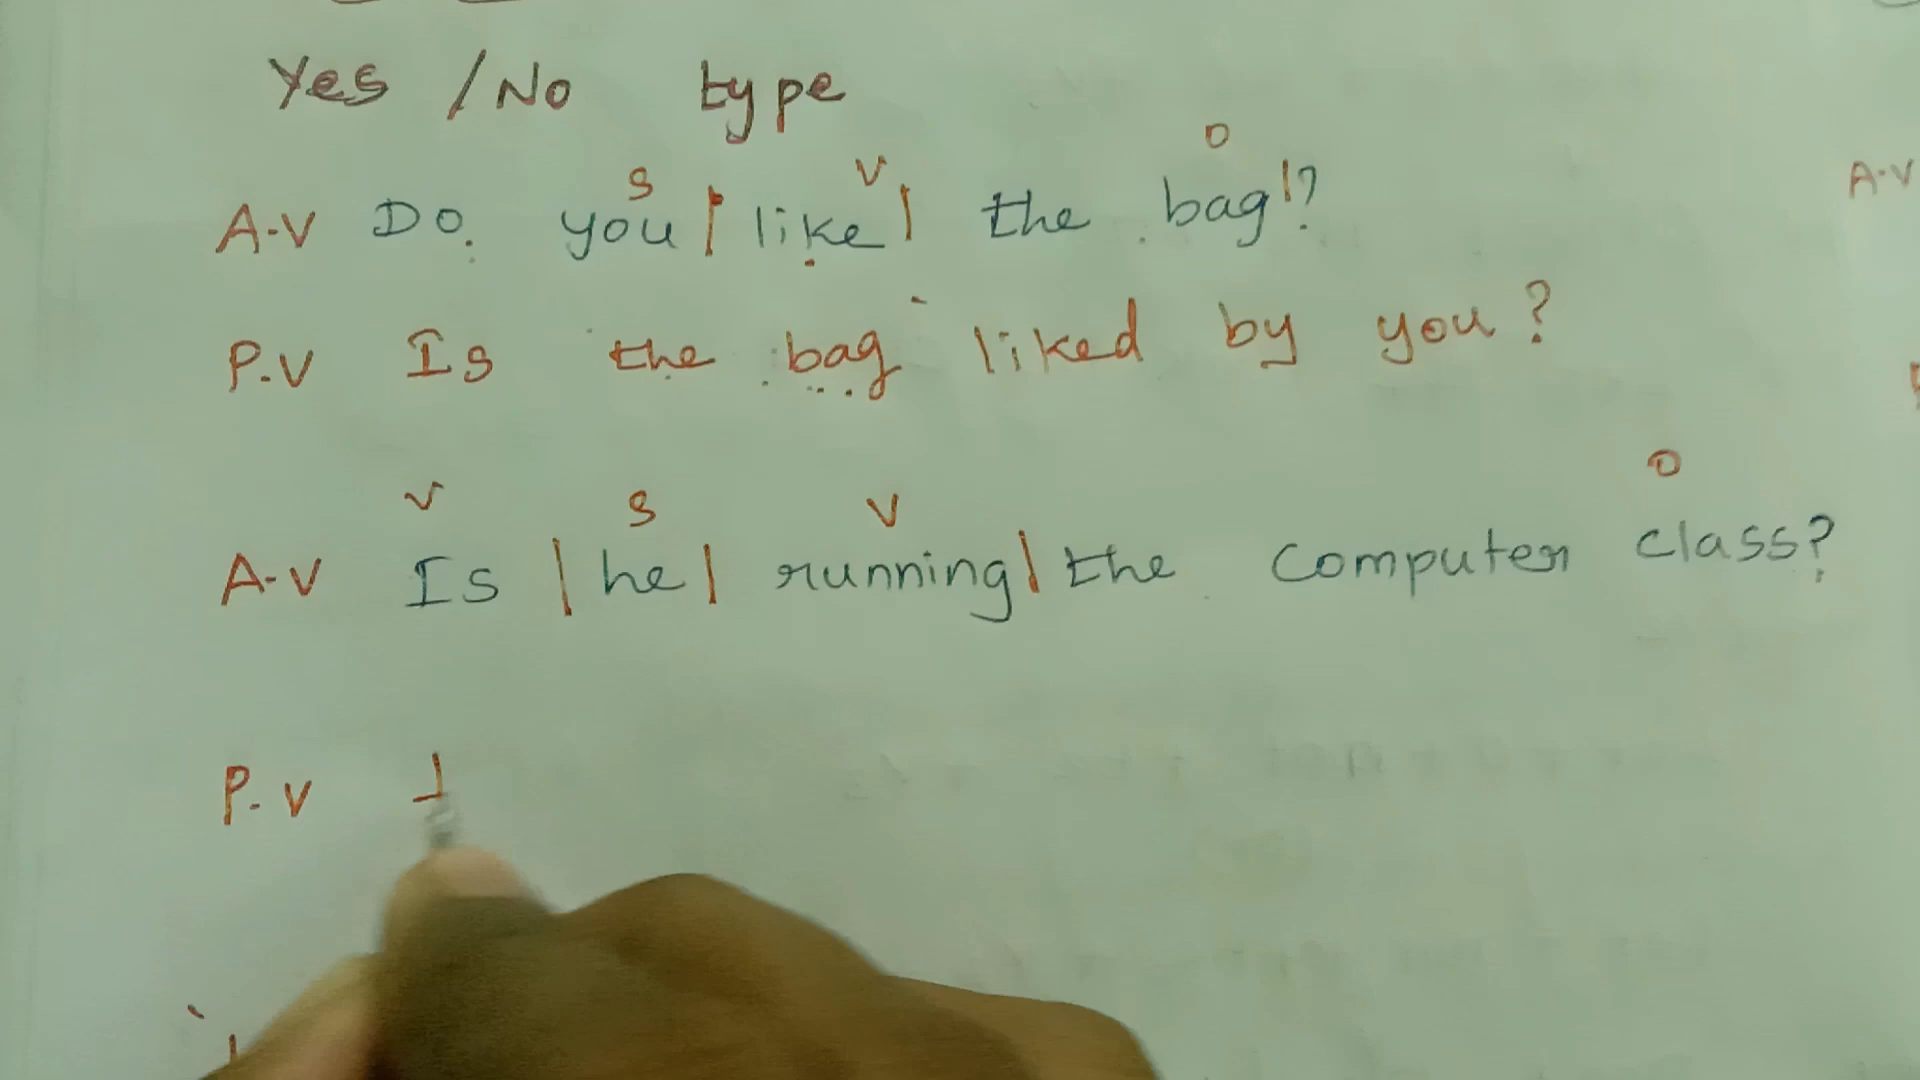 Yes / No type
S V O
A.V Do you | like | the bag |?
P.V Is the bag liked by you ?
V S V O
A-V Is | he | running | the Computer class?
P.V I
A.V